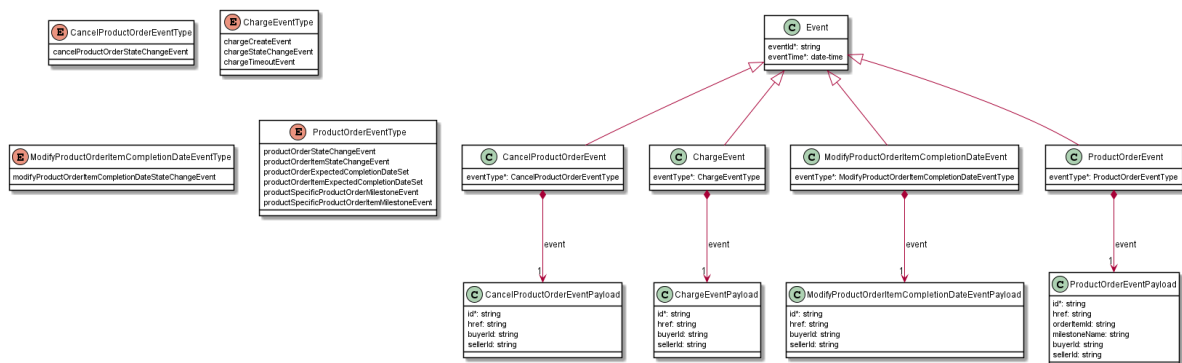 E CancelProductOrderEventType
cancelProductOrderStateChangeEvent
E ChargeEventType
chargeCreateEvent
chargeStateChangeEvent
chargeTimeoutEvent
C Event
eventId*: string
eventTime*: date-time
E ModifyProductOrderItemCompletionDateEventType
modifyProductOrderItemCompletionDateStateChangeEvent
E ProductOrderEventType
productOrderStateChangeEvent
productOrderItemStateChangeEvent
productOrderExpectedCompletionDateSet
productOrderItemExpectedCompletionDateSet
productSpecificProductOrderMilestoneEvent
productSpecificProductOrderItemMilestoneEvent
C CancelProductOrderEvent
eventType*: CancelProductOrderEventType
C ChargeEvent
eventType*: ChargeEventType
C ModifyProductOrderItemCompletionDateEvent
eventType*: ModifyProductOrderItemCompletionDateEventType
C ProductOrderEvent
eventType*: ProductOrderEventType
event
1
event
1
event
1
event
1
C CancelProductOrderEventPayload
id*: string
href: string
buyerId: string
sellerId: string
C ChargeEventPayload
id*: string
href: string
buyerId: string
sellerId: string
C ModifyProductOrderItemCompletionDateEventPayload
id*: string
href: string
buyerId: string
sellerId: string
C ProductOrderEventPayload
id*: string
href: string
orderItemId: string
milestoneName: string
buyerId: string
sellerId: string